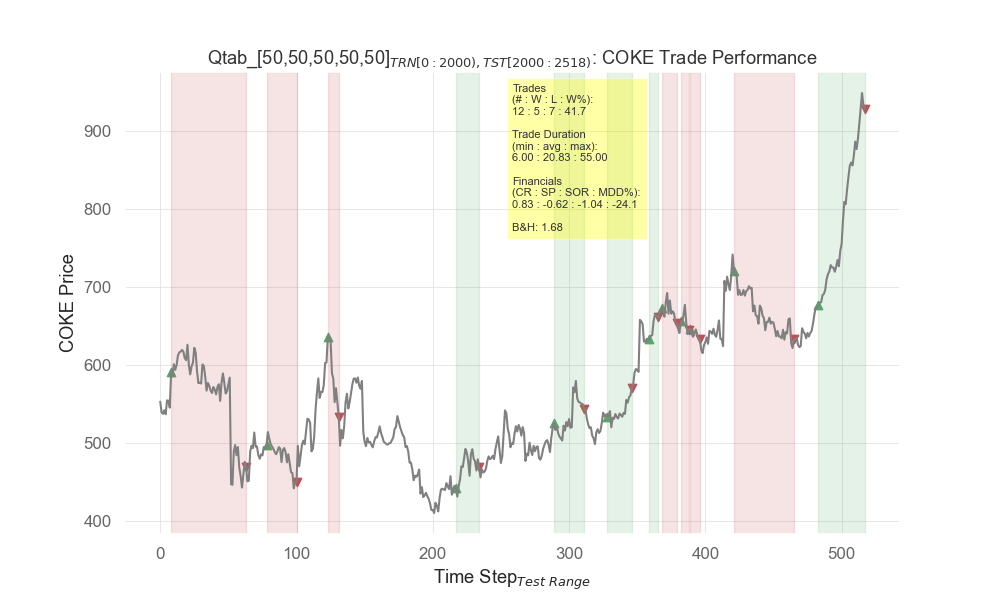 Qtab_[50,50,50,50,50]TRN[0:2000),TST[2000:2518): COKE Trade Performance
Trades
(# : W : L : W%):
12 : 5 : 7 : 41.7
Trade Duration
(min : avg : max):
6.00 : 20.83 : 55.00
Financials
(CR : SP : SOR : MDD%):
0.83 : -0.62 : -1.04 : -24.1
B&H: 1.68
COKE Price
900
800
700
600
500
400
0 100 200 300 400 500
Time StepTest Range